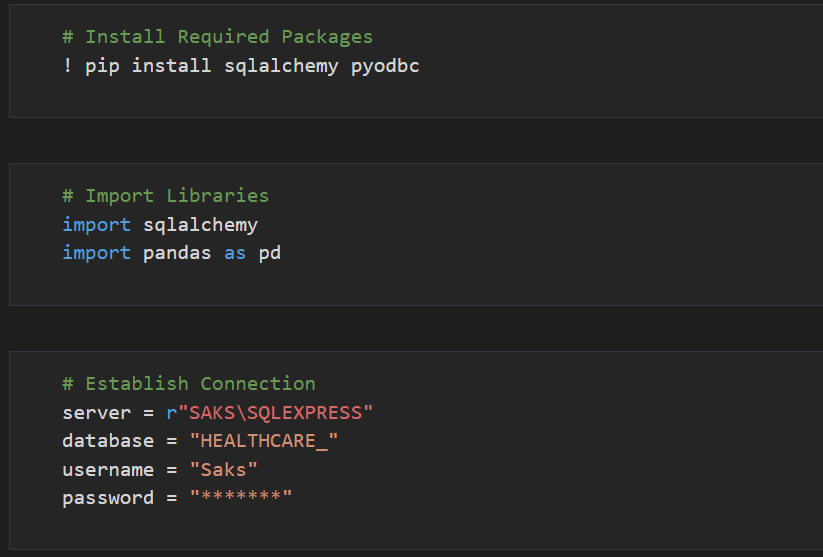 # Install Required Packages
! pip install sqlalchemy pyodbc
# Import Libraries
import sqlalchemy
import pandas as pd
# Establish Connection
server = r"SAKS\SQLEXPRESS"
database = "HEALTHCARE_"
username = "Saks"
password = "*******"